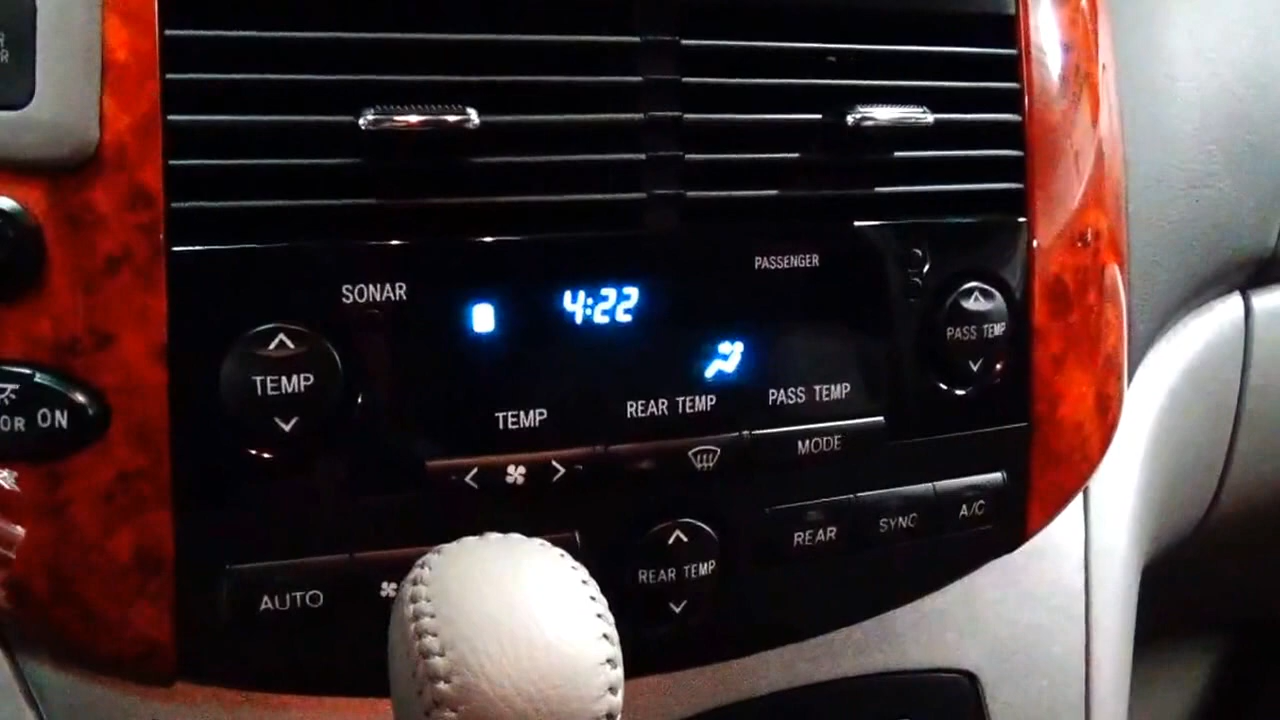 PASSENGER
SONAR
4:22
PASS TEMP
TEMP
OR ON
TEMP
REAR TEMP
PASS TEMP
MODE
REAR
SYNC
A/C
REAR TEMP
AUTO